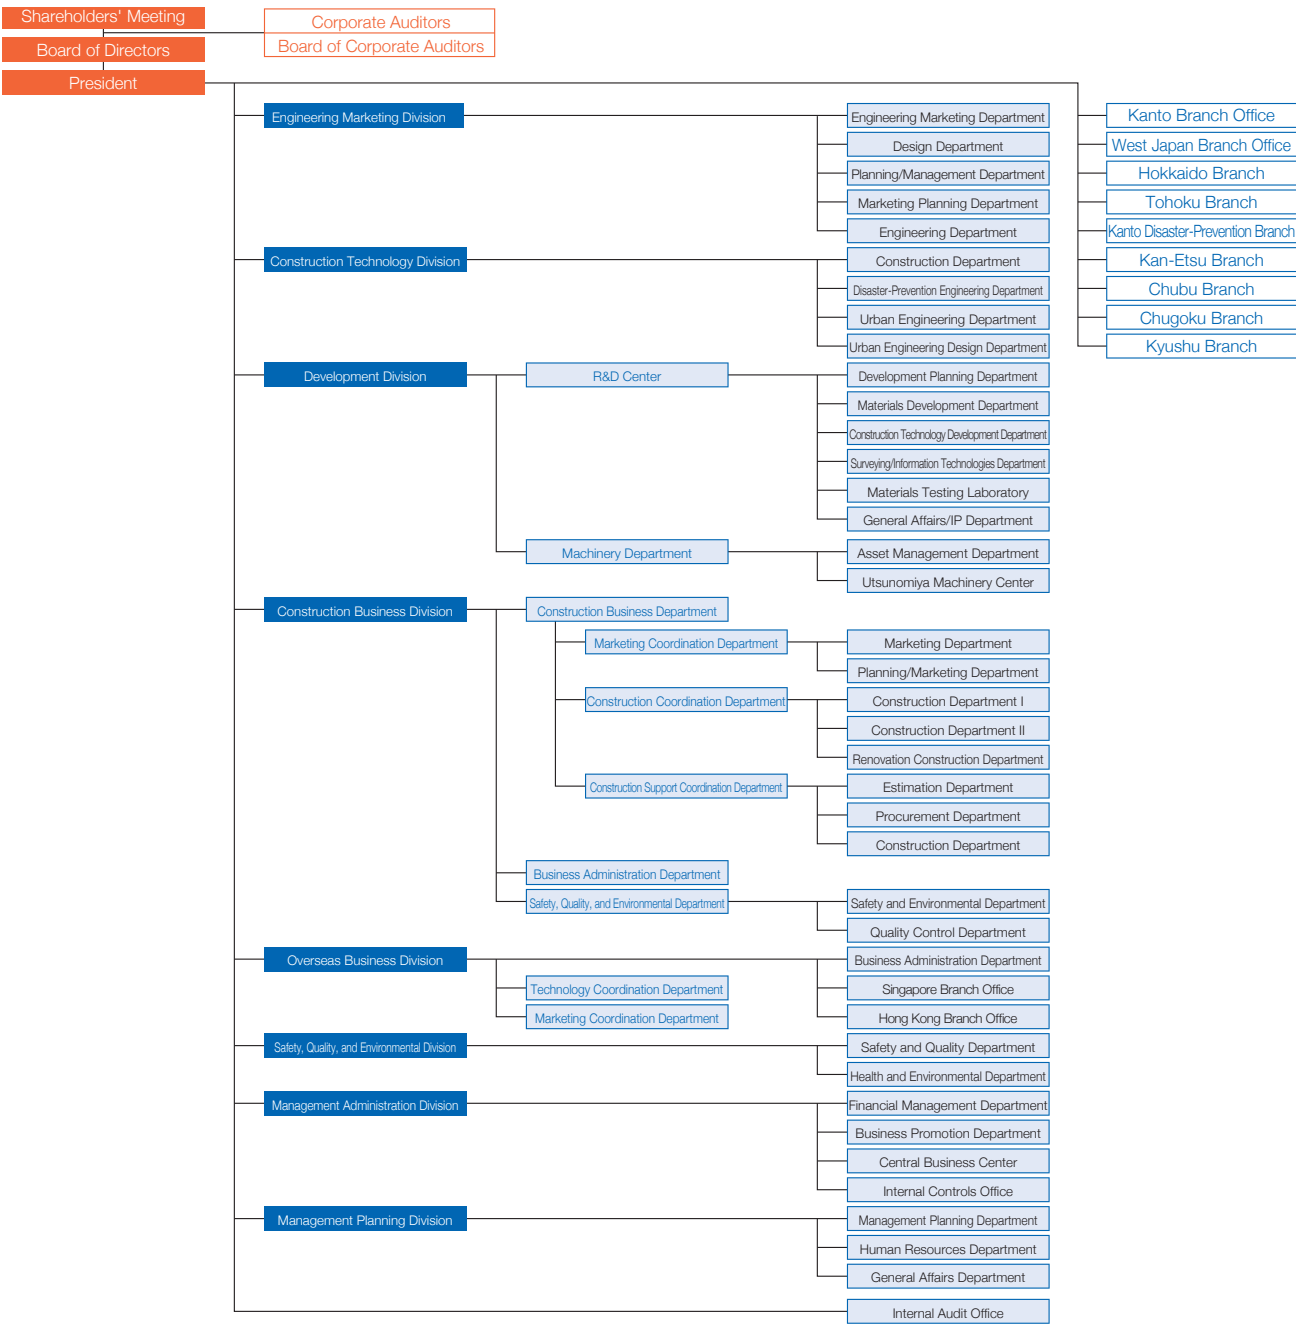 Shareholders' Meeting
Corporate Auditors
Board of Corporate Auditors
Board of Directors
President
Engineering Marketing Division
Engineering Marketing Department
Design Department
Planning/Management Department
Marketing Planning Department
Engineering Department
Construction Technology Division
Construction Department
Disaster-Prevention Engineering Department
Urban Engineering Department
Urban Engineering Design Department
Development Division
R&D Center
Development Planning Department
Materials Development Department
Construction Technology Development Department
Surveying/Information Technologies Department
Materials Testing Laboratory
General Affairs/IP Department
Machinery Department
Asset Management Department
Utsunomiya Machinery Center
Construction Business Division
Construction Business Department
Marketing Coordination Department
Marketing Department
Planning/Marketing Department
Construction Coordination Department
Construction Department I
Construction Department II
Renovation Construction Department
Construction Support Coordination Department
Estimation Department
Procurement Department
Construction Department
Business Administration Department
Safety, Quality, and Environmental Department
Safety and Environmental Department
Quality Control Department
Overseas Business Division
Business Administration Department
Technology Coordination Department
Singapore Branch Office
Marketing Coordination Department
Hong Kong Branch Office
Safety, Quality, and Environmental Division
Safety and Quality Department
Health and Environmental Department
Management Administration Division
Financial Management Department
Business Promotion Department
Central Business Center
Internal Controls Office
Management Planning Division
Management Planning Department
Human Resources Department
General Affairs Department
Internal Audit Office
Kanto Branch Office
West Japan Branch Office
Hokkaido Branch
Tohoku Branch
Kanto Disaster-Prevention Branch
Kan-Etsu Branch
Chubu Branch
Chugoku Branch
Kyushu Branch